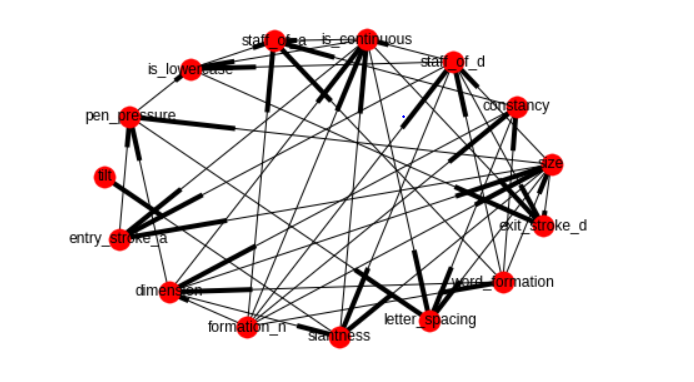 staff_of_a
is_continuous
staff_of_d
is_lowercase
constancy
pen_pressure
size
tilt
exit_stroke_d
entry_stroke_a
word_formation
dimension
letter_spacing
formation_n
slantness